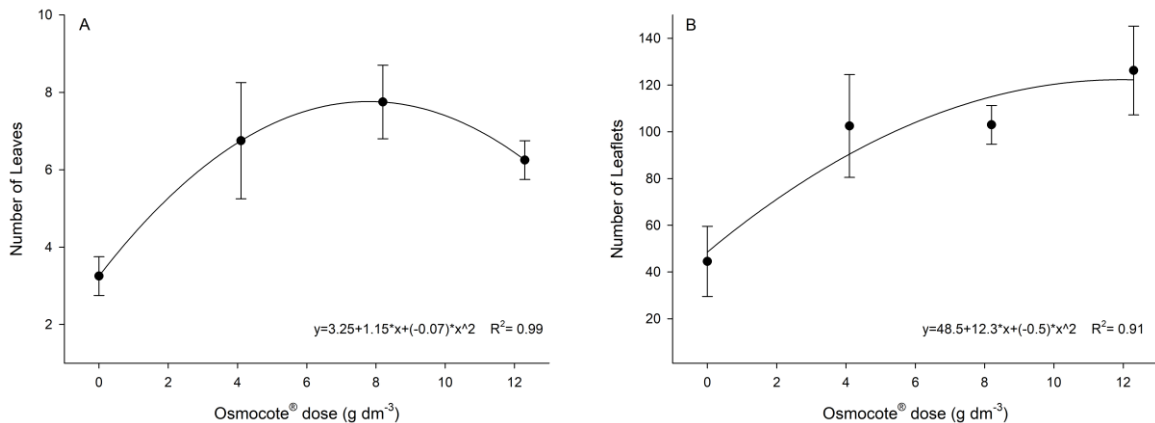 A
Number of Leaves
10
8
6
4
2
y=3.25+1.15*x+(-0.07)*x^2 R²= 0.99
0 2 4 6 8 10 12
Osmocote® dose (g dm⁻³)
B
Number of Leaflets
140
120
100
80
60
40
20
y=48.5+12.3*x+(-0.5)*x^2 R²= 0.91
0 2 4 6 8 10 12
Osmocote® dose (g dm⁻³)